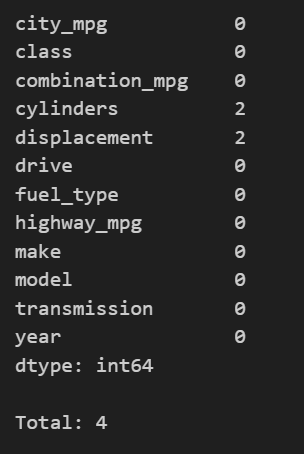 city_mpg 0
class 0
combination_mpg 0
cylinders 2
displacement 2
drive 0
fuel_type 0
highway_mpg 0
make 0
model 0
transmission 0
year 0
dtype: int64
Total: 4